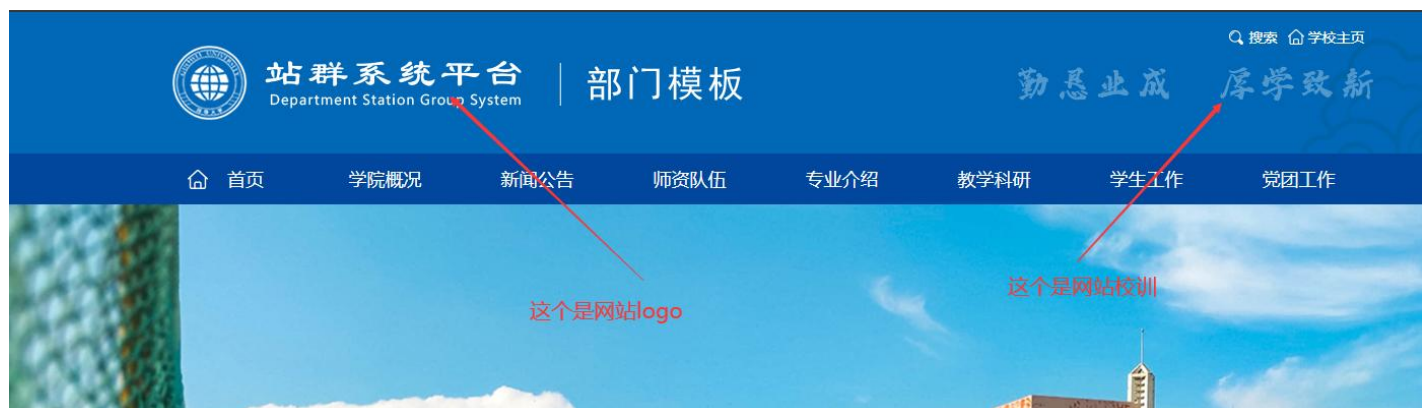 搜索 学校主页
站群系统平台 部门模板
Department Station Group System
勤恳业成 厚学致新
首页 学院概况 新闻公告 师资队伍 专业介绍 教学科研 学生工作 党团工作
这个是网站logo
这个是网站校训